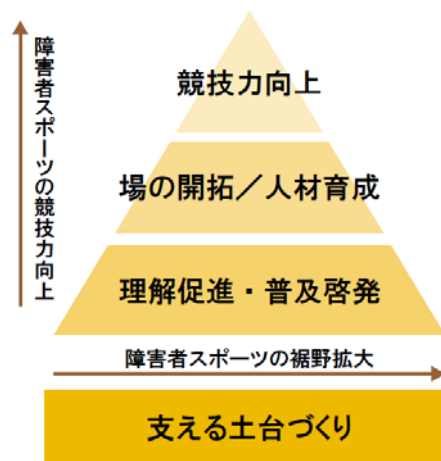 障害者スポーツの競技力向上
競技力向上
場の開拓／人材育成
理解促進・普及啓発
障害者スポーツの裾野拡大
支える土台づくり